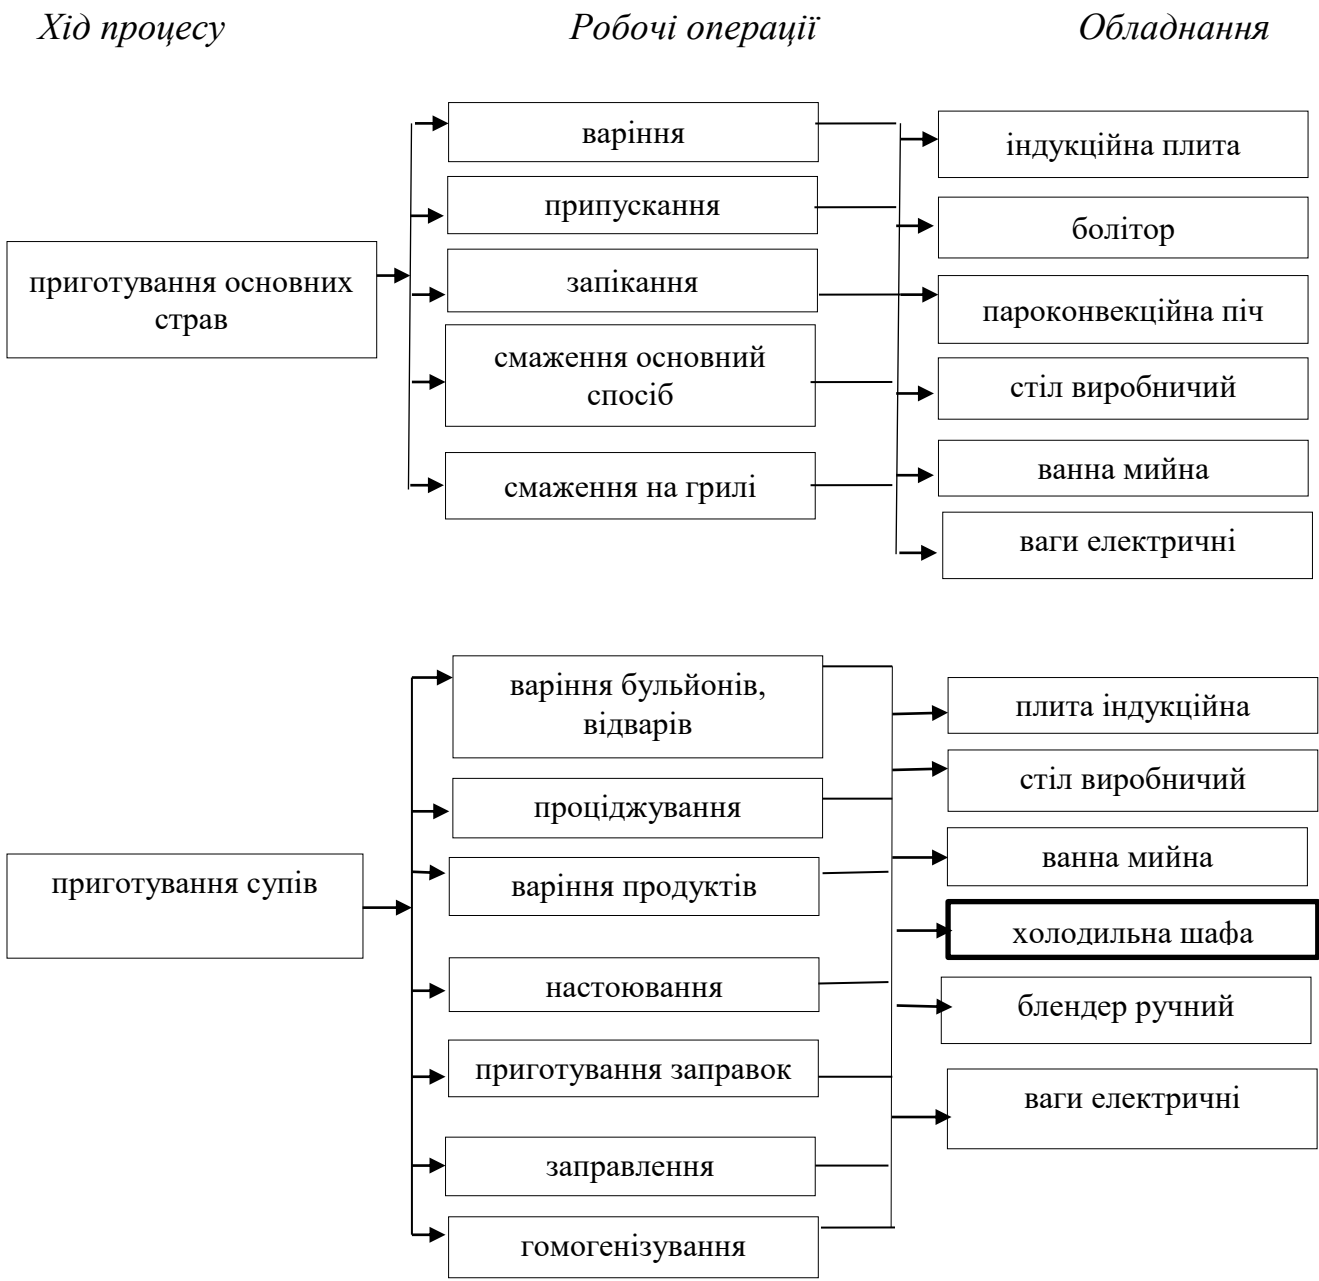 Хід процесу
Робочі операції
Обладнання
приготування основних
страв
варіння
припускання
запікання
смаження основний
спосіб
смаження на грилі
індукційна плита
болітор
пароконвекційна піч
стіл виробничий
ванна мийна
ваги електричні
приготування супів
варіння бульйонів,
відварів
проціджування
варіння продуктів
настоювання
приготування заправок
заправлення
гомогенізування
плита індукційна
стіл виробничий
ванна мийна
холодильна шафа
блендер ручний
ваги електричні